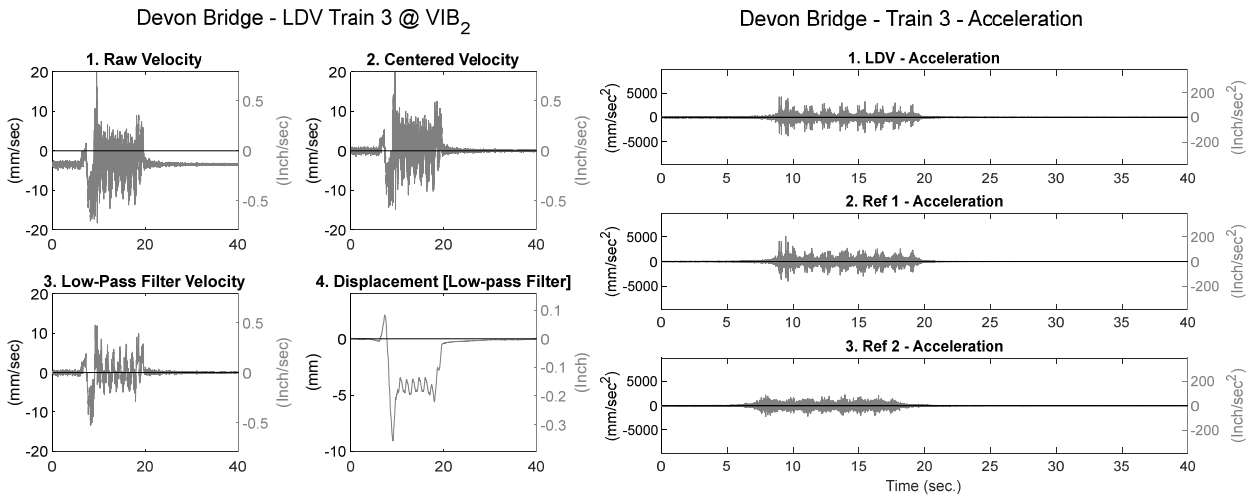 Devon Bridge - LDV Train 3 @ VIB2
1. Raw Velocity
20
10
0
-10
-20
(mm/sec)
0.5
0
-0.5
(Inch/sec)
0 20 40
2. Centered Velocity
20
10
0
-10
-20
(mm/sec)
0.5
0
-0.5
(Inch/sec)
0 20 40
3. Low-Pass Filter Velocity
20
10
0
-10
-20
(mm/sec)
0.5
0
-0.5
(Inch/sec)
0 20 40
4. Displacement [Low-pass Filter]
0
-5
-10
(mm)
0.1
0
-0.1
-0.2
-0.3
(Inch)
0 20 40
Devon Bridge - Train 3 - Acceleration
1. LDV - Acceleration
5000
0
-5000
(mm/sec2)
200
0
-200
(Inch/sec2)
0 5 10 15 20 25 30 35 40
2. Ref 1 - Acceleration
5000
0
-5000
(mm/sec2)
200
0
-200
(Inch/sec2)
0 5 10 15 20 25 30 35 40
3. Ref 2 - Acceleration
5000
0
-5000
(mm/sec2)
200
0
-200
(Inch/sec2)
0 5 10 15 20 25 30 35 40
Time (sec.)